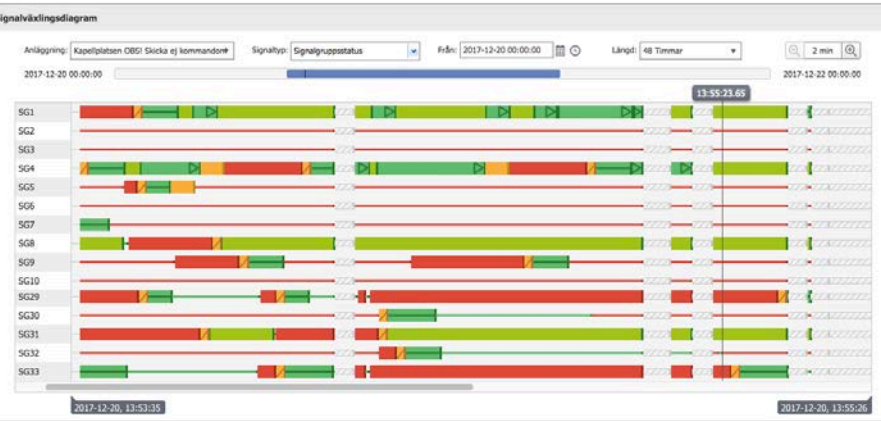 ignalväxlingsdiagram
Anläggning: Kapellplatsen OBS! Skicka ej kommandon Signaltyp: Signalgruppsstatus Från: 2017-12-20 00:00:00 Längd: 48 Timmar 2 min
2017-12-20 00:00:00 2017-12-22 00:00:00
13:55:23.65
SG1
SG2
SG3
SG4
SG5
SG6
SG7
SG8
SG9
SG10
SG29
SG30
SG31
SG32
SG33
2017-12-20, 13:53:35 2017-12-20, 13:55:26